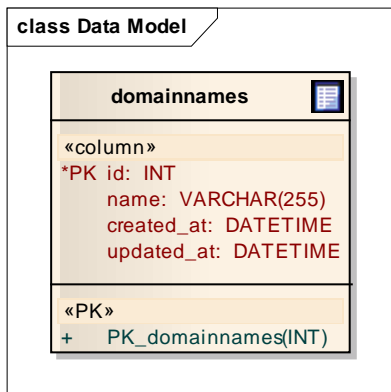 class Data Model
domainnames
«column»
*PK id: INT
name: VARCHAR(255)
created_at: DATETIME
updated_at: DATETIME
«PK»
+ PK_domainnames(INT)